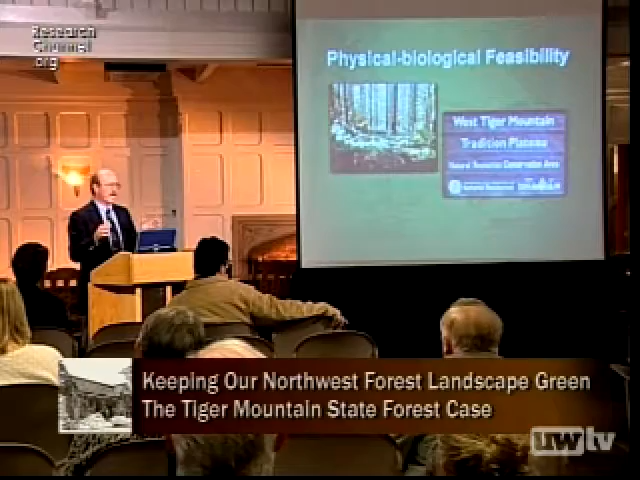 Research
Channel
.org
Physical-biological Feasibility
West Tiger Mountain
Tradition Plateau
Natural Resources Conservation Area
Keeping Our Northwest Forest Landscape Green
The Tiger Mountain State Forest Case
uwtv